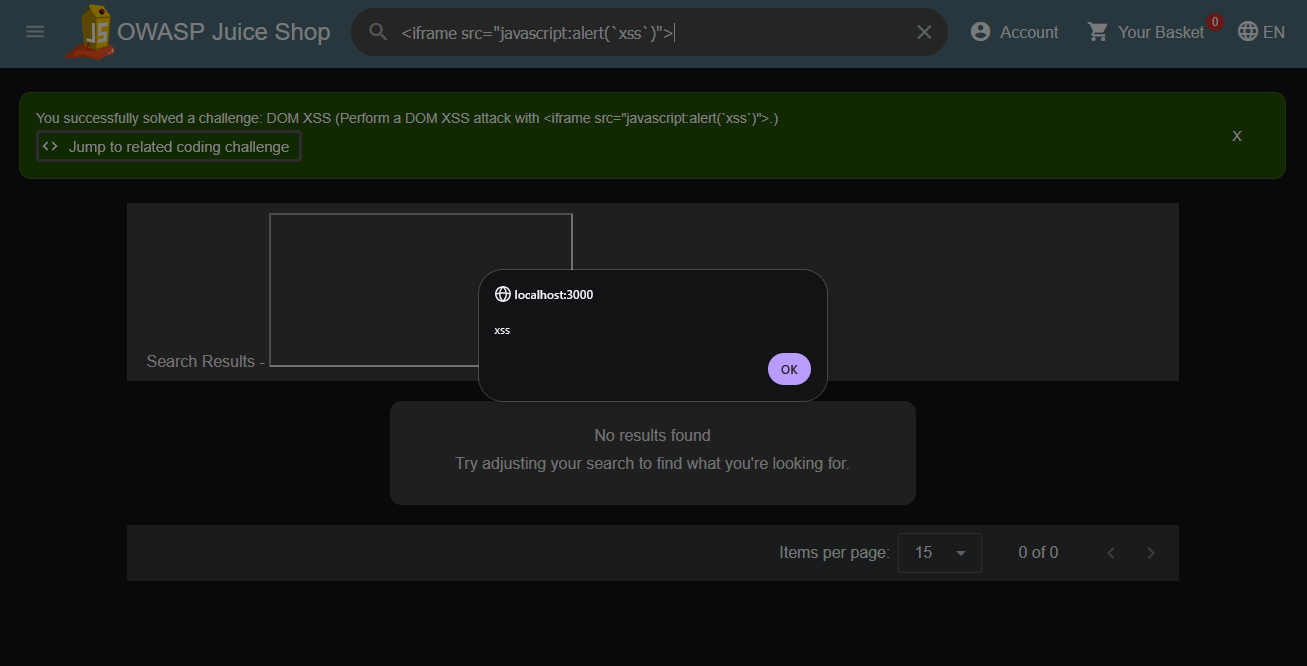 OWASP Juice Shop
<iframe src="javascript:alert(`xss`)">
Account
Your Basket
0
EN
You successfully solved a challenge: DOM XSS (Perform a DOM XSS attack with <iframe src="javascript:alert(`xss`)">.)
X
<> Jump to related coding challenge
localhost:3000
xss
OK
Search Results -
No results found
Try adjusting your search to find what you're looking for.
Items per page: 15 0 of 0